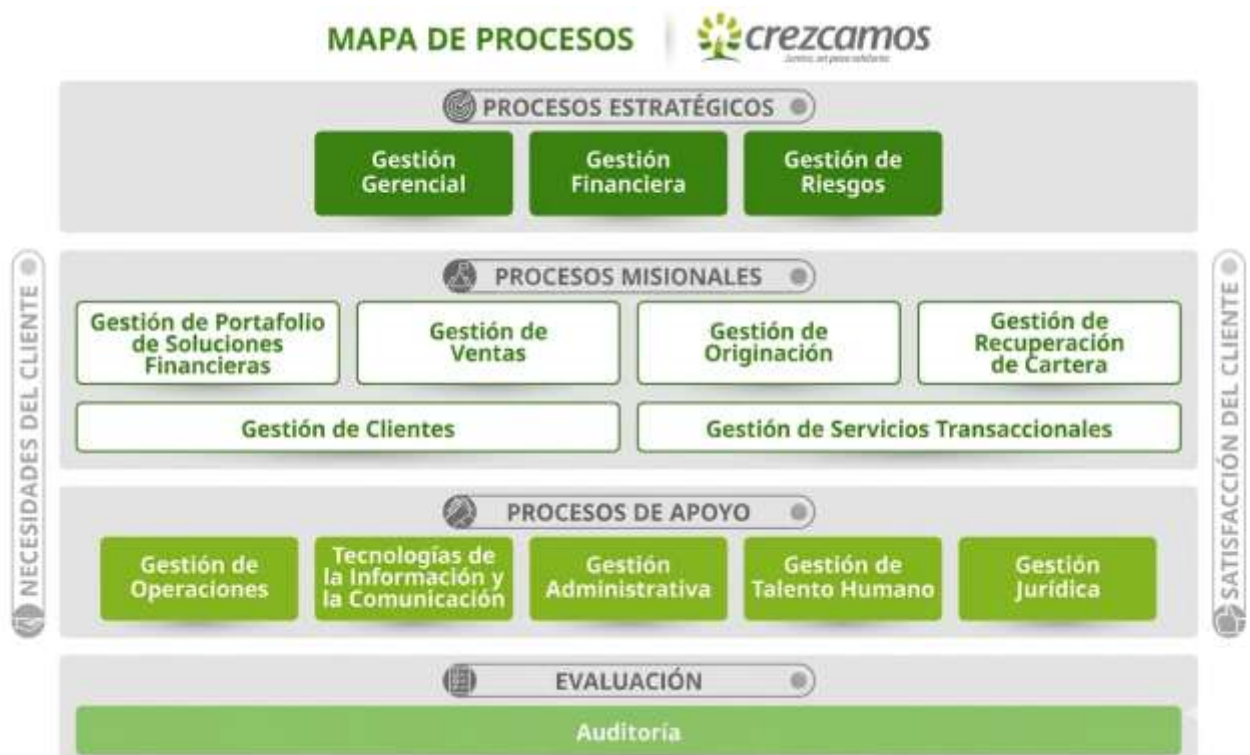 MAPA DE PROCESOS
crezcamos
PROCESOS ESTRATÉGICOS
Gestión
Gerencial
Gestión
Financiera
Gestión de
Riesgos
NECESIDADES DEL CLIENTE
PROCESOS MISIONALES
Gestión de Portafolio
de Soluciones
Financieras
Gestión de
Ventas
Gestión de
Originación
Gestión de
Recuperación
de Cartera
Gestión de Clientes
Gestión de Servicios Transaccionales
SATISFACCIÓN DEL CLIENTE
PROCESOS DE APOYO
Gestión de
Operaciones
Tecnologías de
la Información y
la Comunicación
Gestión
Administrativa
Gestión de
Talento Humano
Gestión
Jurídica
EVALUACIÓN
Auditoría